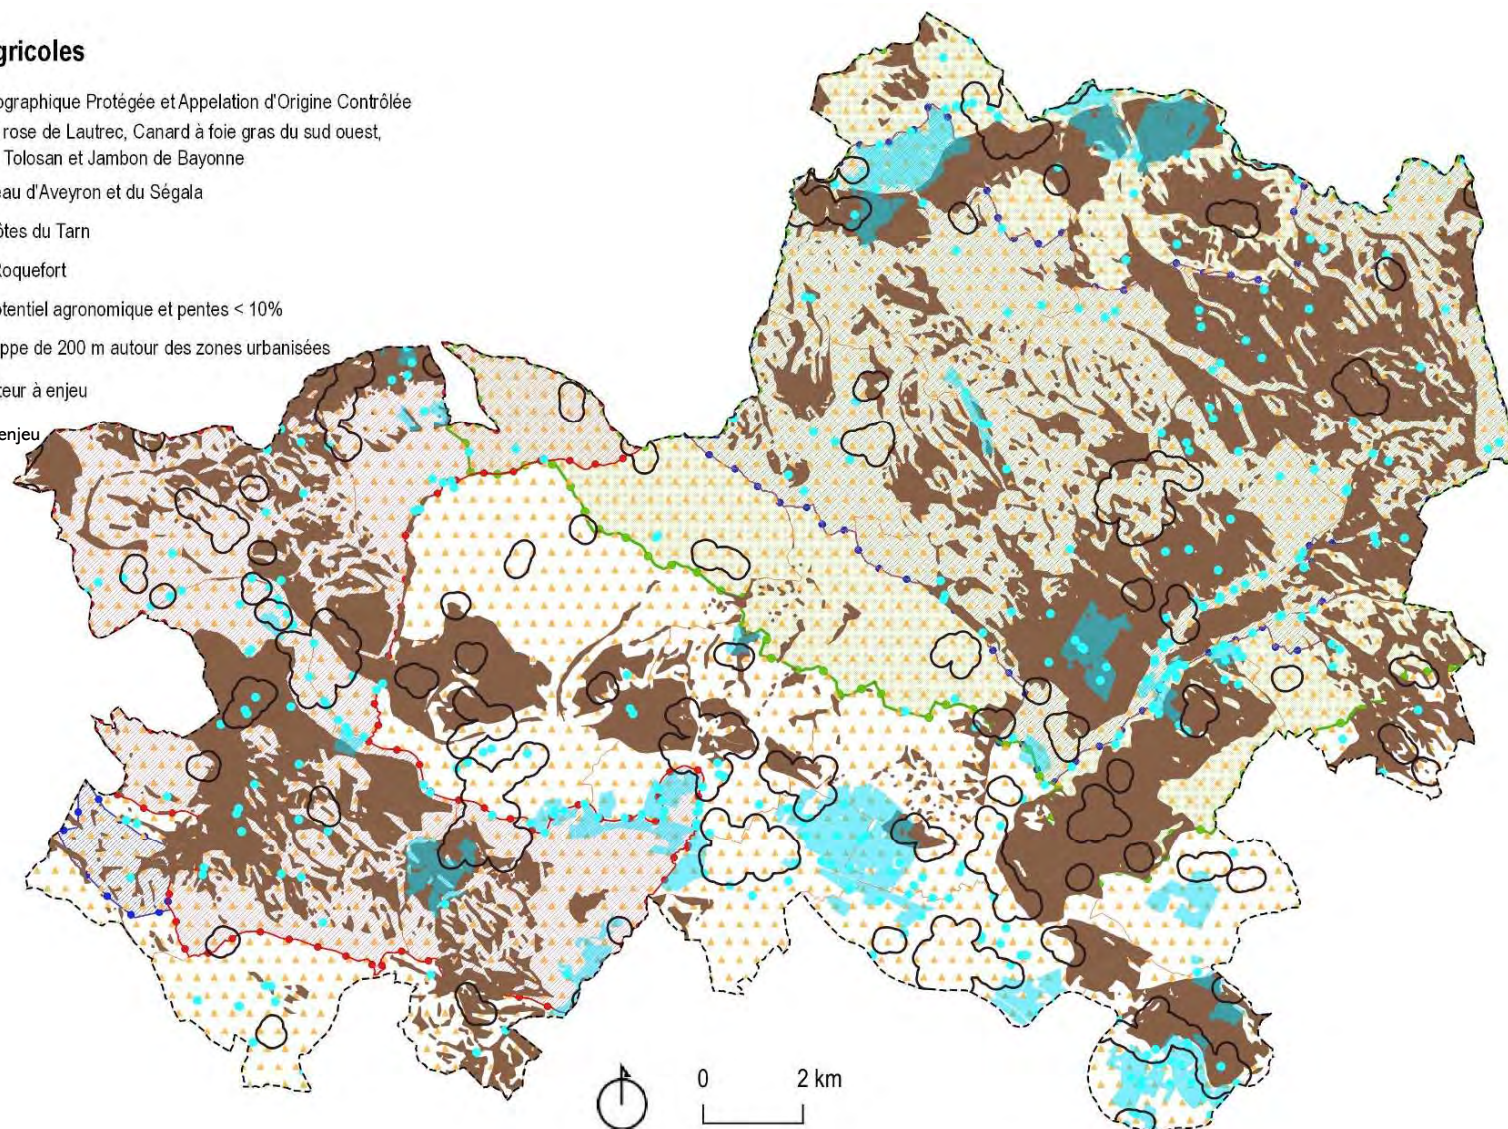 gricoles
ographique Protégée et Appelation d'Origine Contrôlée
rose de Lautrec, Canard à foie gras du sud ouest,
Tolosan et Jambon de Bayonne
eau d'Aveyron et du Ségala
ôtes du Tarn
Roquefort
otentiel agronomique et pentes < 10%
ppe de 200 m autour des zones urbanisées
teur à enjeu
enjeu
0 2 km